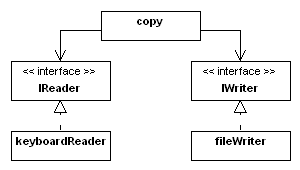 copy
<< interface >>
IReader
<< interface >>
IWriter
keyboardReader
fileWriter